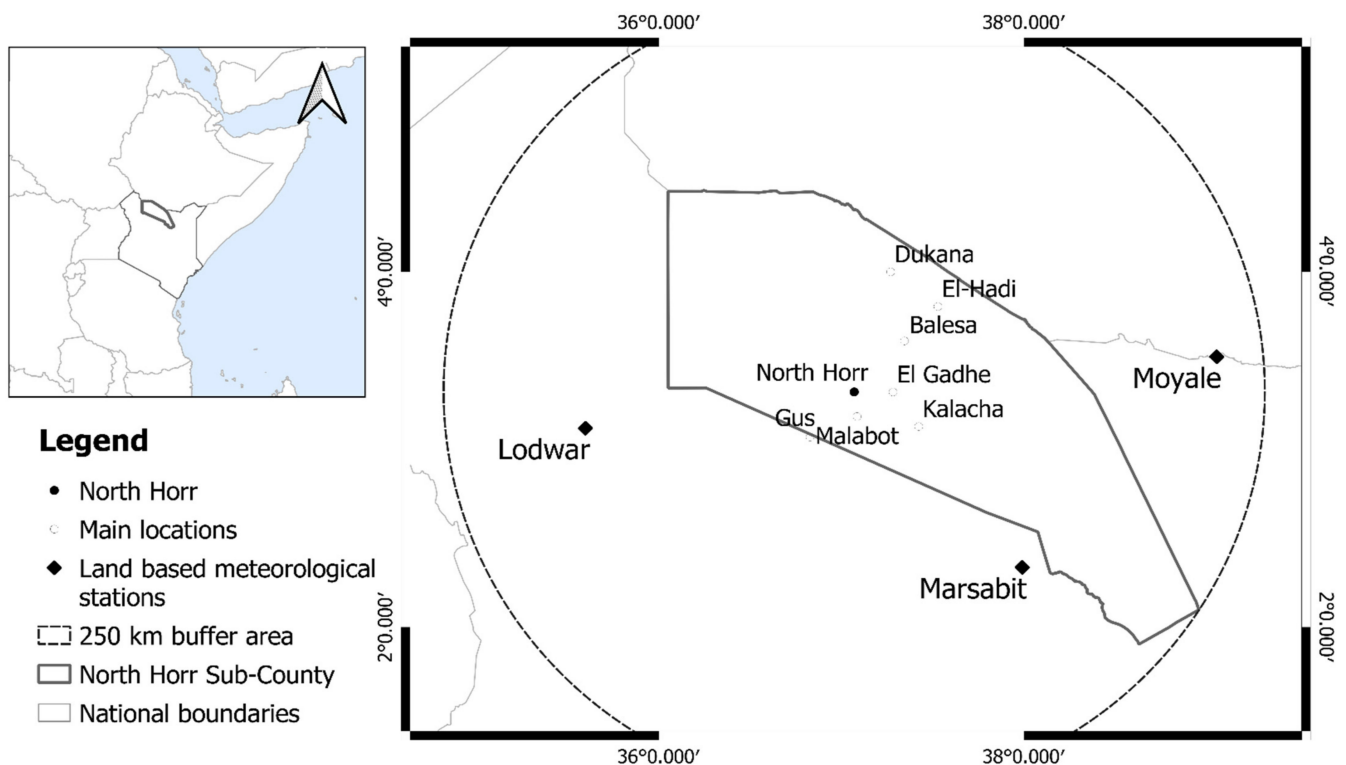 36°0.000′ 38°0.000′
4°0.000′ 4°0.000′
Dukana
El-Hadi
Balesa
North Horr El Gadhe
Moyale
Kalacha
Gus
Malabot
Lodwar
Marsabit
2°0.000′ 2°0.000′
36°0.000′ 38°0.000′
Legend
North Horr
Main locations
Land based meteorological
stations
250 km buffer area
North Horr Sub-County
National boundaries